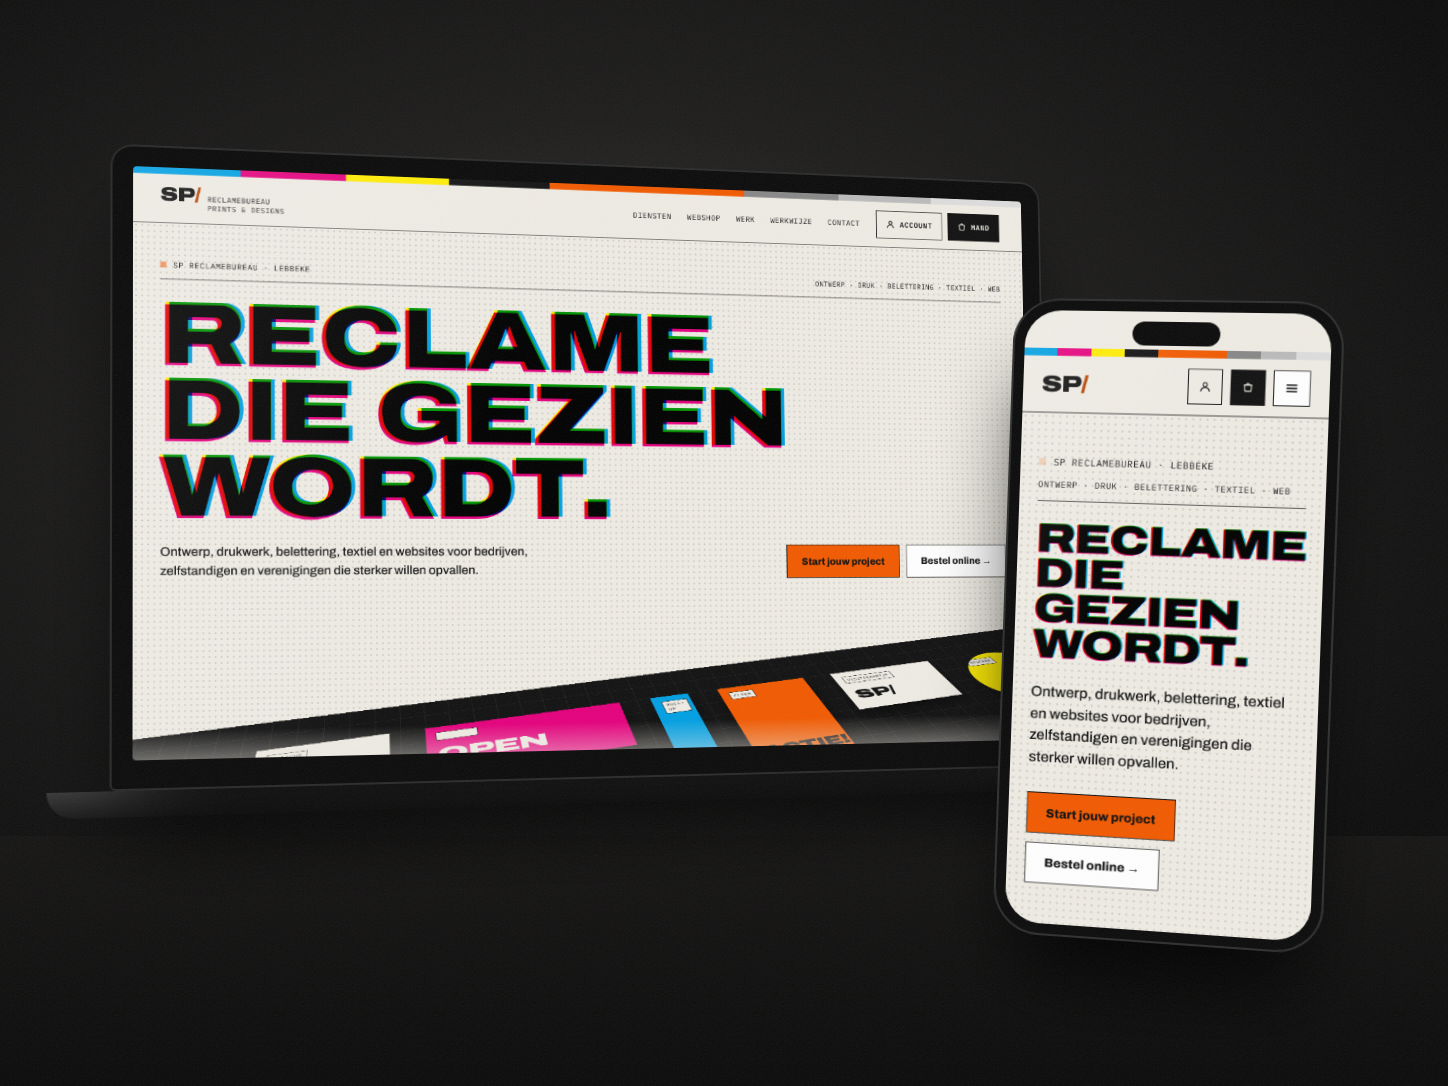 SP/
RECLAMEBUREAU
PRINTS & DESIGNS
DIENSTEN WEBSHOP WERK WERKWIJZE CONTACT ACCOUNT MAND
SP RECLAMEBUREAU · LEBBEKE
ONTWERP · DRUK · BELETTERING · TEXTIEL · WEB
RECLAME
DIE GEZIEN
WORDT.
Ontwerp, drukwerk, belettering, textiel en websites voor bedrijven,
zelfstandigen en verenigingen die sterker willen opvallen.
Start jouw project Bestel online →
SP/
OPEN
SP/
SP RECLAMEBUREAU · LEBBEKE
ONTWERP · DRUK · BELETTERING · TEXTIEL · WEB
RECLAME
DIE
GEZIEN
WORDT.
Ontwerp, drukwerk, belettering, textiel
en websites voor bedrijven,
zelfstandigen en verenigingen die
sterker willen opvallen.
Start jouw project
Bestel online →